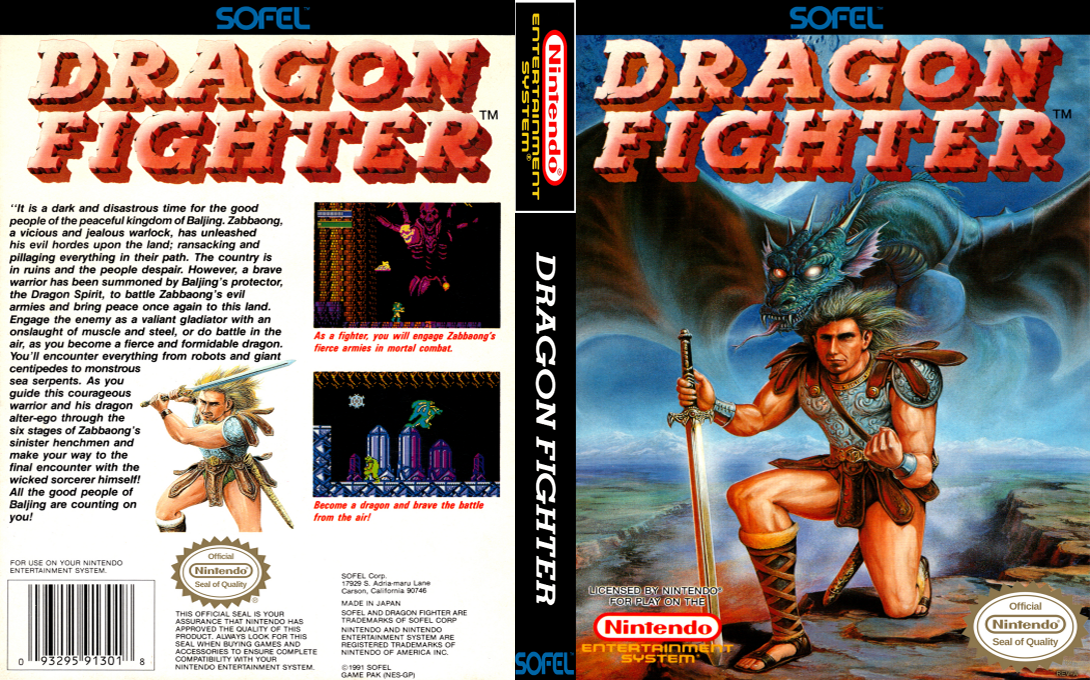 SOFEL™
DRAGON
FIGHTER™
"It is a dark and disastrous time for the good
people of the peaceful kingdom of Baljing. Zabbaong,
a vicious and jealous warlock, has unleashed
his evil hordes upon the land; ransacking and
pillaging everything in their path. The country is
in ruins and the people despair. However, a brave
warrior has been summoned by Baljing's protector,
the Dragon Spirit, to battle Zabbaong's evil
armies and bring peace once again to this land.
Engage the enemy as a valiant gladiator with an
onslaught of muscle and steel, or do battle in the
air, as you become a fierce and formidable dragon.
You'll encounter everything from robots and giant
centipedes to monstrous
sea serpents. As you
guide this courageous
warrior and his dragon
alter-ego through the
six stages of Zabbaong's
sinister henchmen and
make your way to the
final encounter with the
wicked sorcerer himself!
All the good people of
Baljing are counting on
you!
As a fighter, you will engage Zabbaong's
fierce armies in mortal combat.
Become a dragon and brave the battle
from the air!
FOR USE ON YOUR NINTENDO
ENTERTAINMENT SYSTEM.
0 93295 91301 8
Official
Nintendo®
Seal of Quality
®
THIS OFFICIAL SEAL IS YOUR
ASSURANCE THAT NINTENDO HAS
APPROVED THE QUALITY OF THIS
PRODUCT. ALWAYS LOOK FOR THIS
SEAL WHEN BUYING GAMES AND
ACCESSORIES TO ENSURE COMPLETE
COMPATIBILITY WITH YOUR
NINTENDO ENTERTAINMENT SYSTEM.
SOFEL Corp.
17929 S. Adria-maru Lane
Carson, California 90746
MADE IN JAPAN
SOFEL AND DRAGON FIGHTER ARE
TRADEMARKS OF SOFEL CORP
NINTENDO AND NINTENDO
ENTERTAINMENT SYSTEM ARE
REGISTERED TRADEMARKS OF
NINTENDO OF AMERICA INC.
©1991 SOFEL
GAME PAK (NES-GP)
Nintendo®
ENTERTAINMENT
SYSTEM®
DRAGON FIGHTER
SOFEL™
SOFEL™
DRAGON
FIGHTER™
LICENSED BY NINTENDO®
FOR PLAY ON THE
Nintendo
ENTERTAINMENT
SYSTEM®
Official
Nintendo®
Seal of Quality